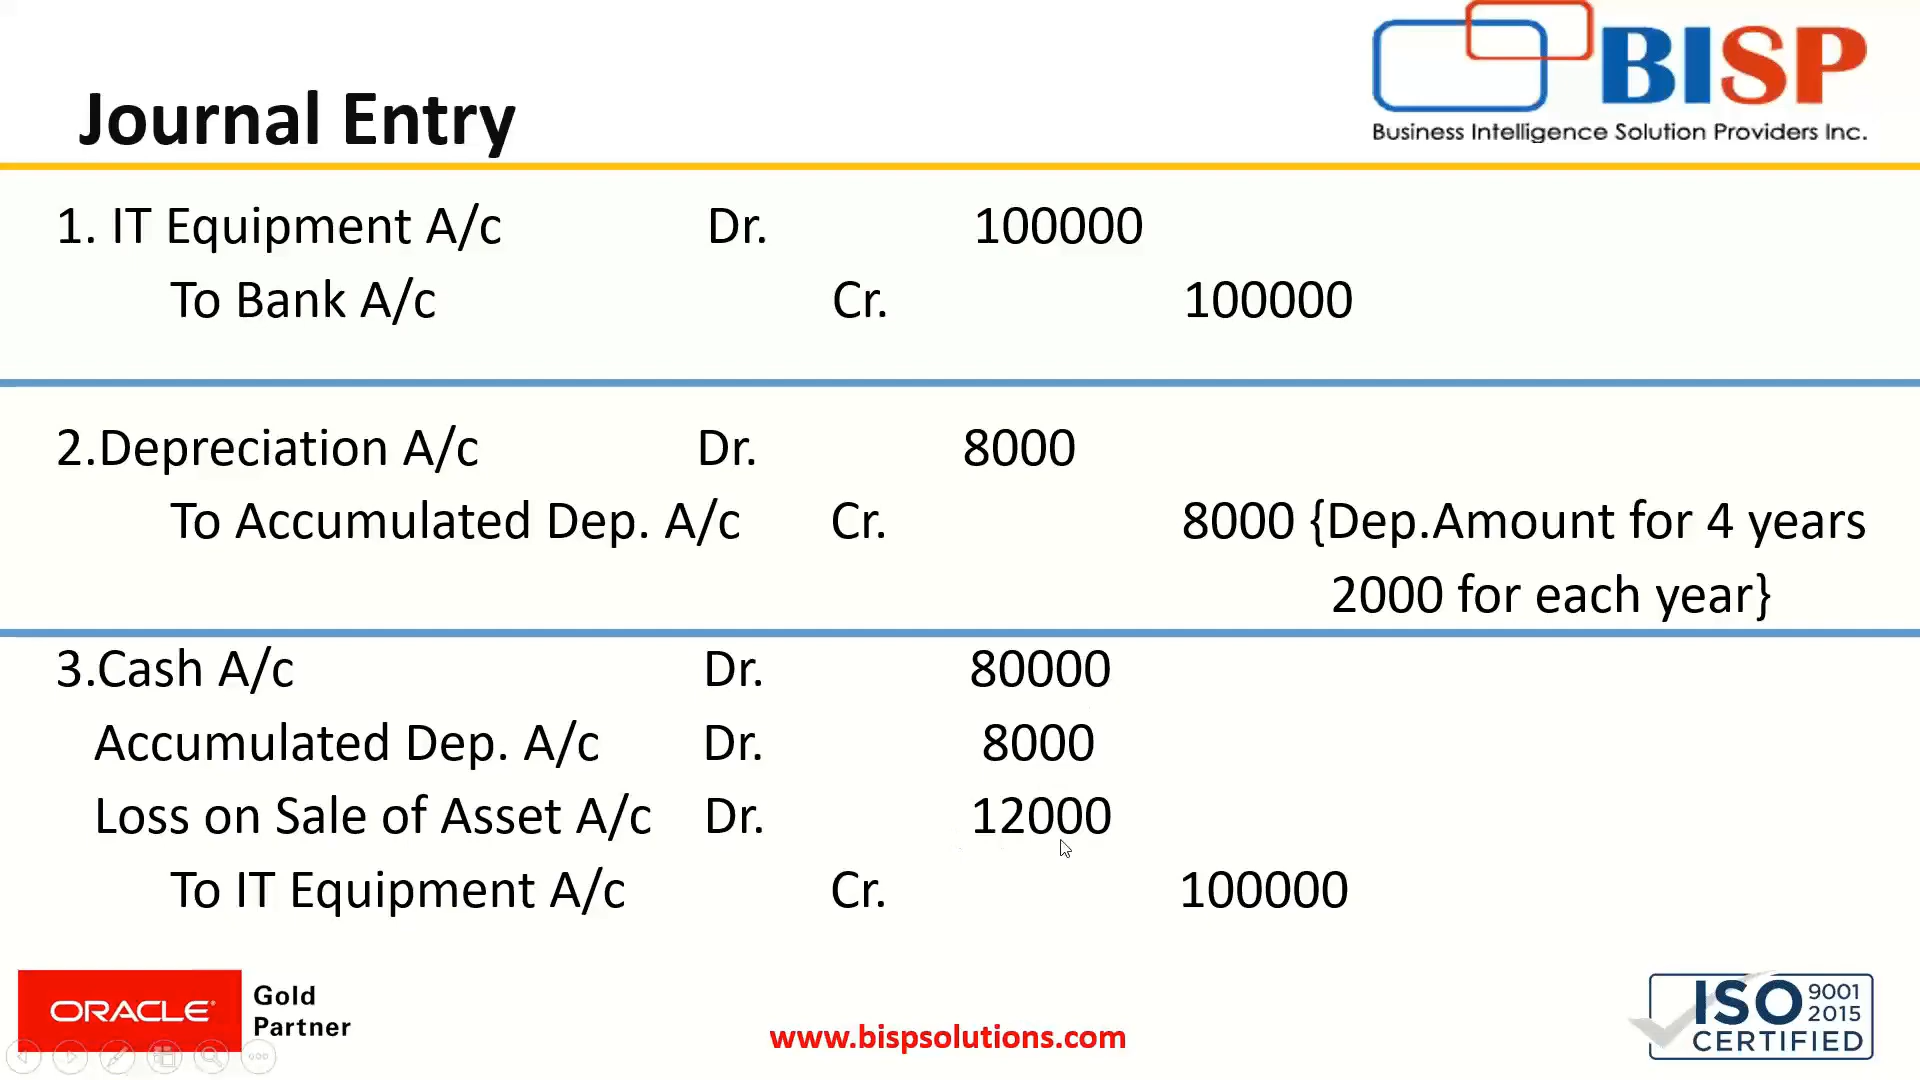 BISP
Business Intelligence Solution Providers Inc.
Journal Entry
1. IT Equipment A/c Dr. 100000
To Bank A/c Cr. 100000
2.Depreciation A/c Dr. 8000
To Accumulated Dep. A/c Cr. 8000 {Dep.Amount for 4 years
2000 for each year}
3.Cash A/c Dr. 80000
Accumulated Dep. A/c Dr. 8000
Loss on Sale of Asset A/c Dr. 12000
To IT Equipment A/c Cr. 100000
ORACLE® Gold
Partner
www.bispsolutions.com
ISO 9001
2015
CERTIFIED